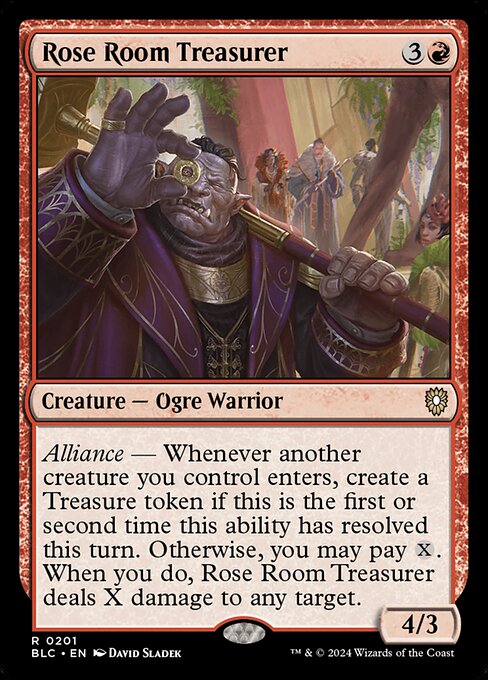 Rose Room Treasurer 3
Creature — Ogre Warrior
Alliance — Whenever another
creature you control enters, create a
Treasure token if this is the first or
second time this ability has resolved
this turn. Otherwise, you may pay X.
When you do, Rose Room Treasurer
deals X damage to any target.
4/3
R 0201
BLC • EN David Sladek
™ & © 2024 Wizards of the Coast